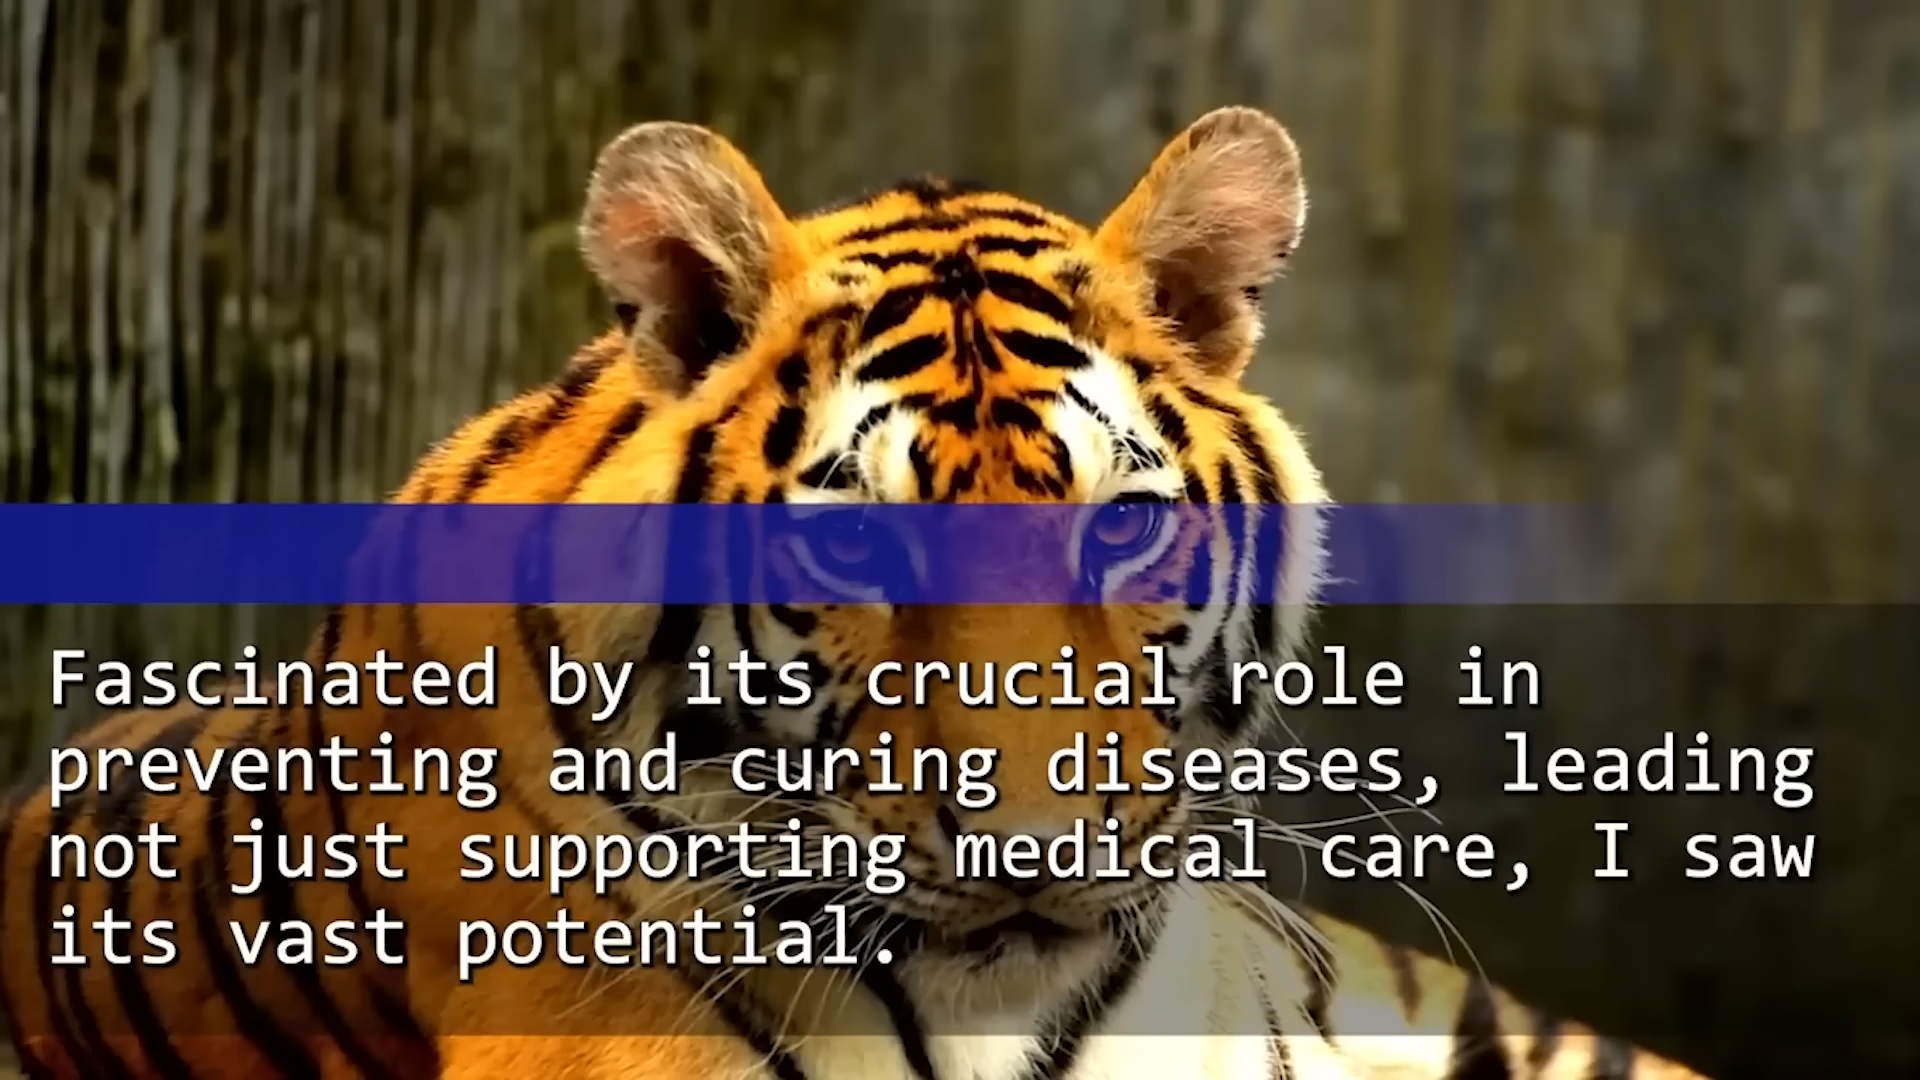 Fascinated by its crucial role in
preventing and curing diseases, leading
not just supporting medical care, I saw
its vast potential.